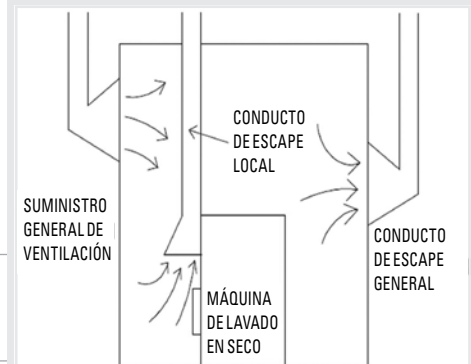 SUMINISTRO
GENERAL DE
VENTILACIÓN
CONDUCTO
DE ESCAPE
LOCAL
MÁQUINA
DE LAVADO
EN SECO
CONDUCTO
DE ESCAPE
GENERAL